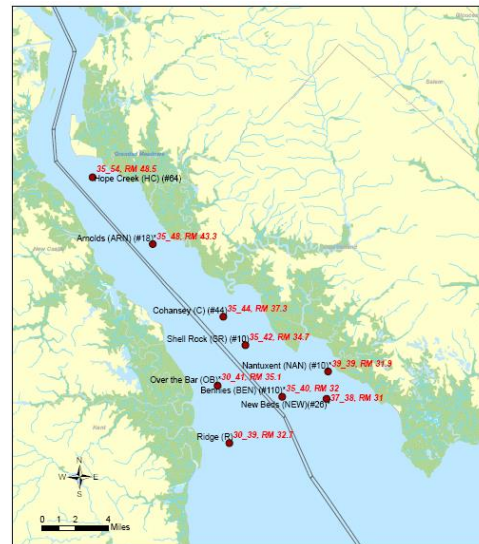 35_54, RM 48.5
Hope Creek (HC) (#64)
Arnolds (ARN) (#18)* 35_48, RM 43.3
Cohansey (C) (#44) 35_44, RM 37.3
Shell Rock (SR) (#10) 35_42, RM 34.7
Nantuxent (NAN) (#10)* 39_39, RM 31.9
Over the Bar (OB)* 30_41, RM 35.1
Bennies (BEN) (#110)* 35_40, RM 32
New Beds (NEW)(#26) 37_38, RM 31
Ridge (R) 30_39, RM 32.7
Kent
N
W E
S
0 1 2 4
Miles